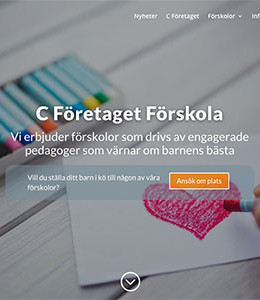 Nyheter C Företaget Förskolor Inf
C Företaget Förskola
Vi erbjuder förskolor som drivs av engagerade
pedagoger som värnar om barnens bästa
Vill du ställa ditt barn i kö till någon av våra
förskolor?
Ansök om plats